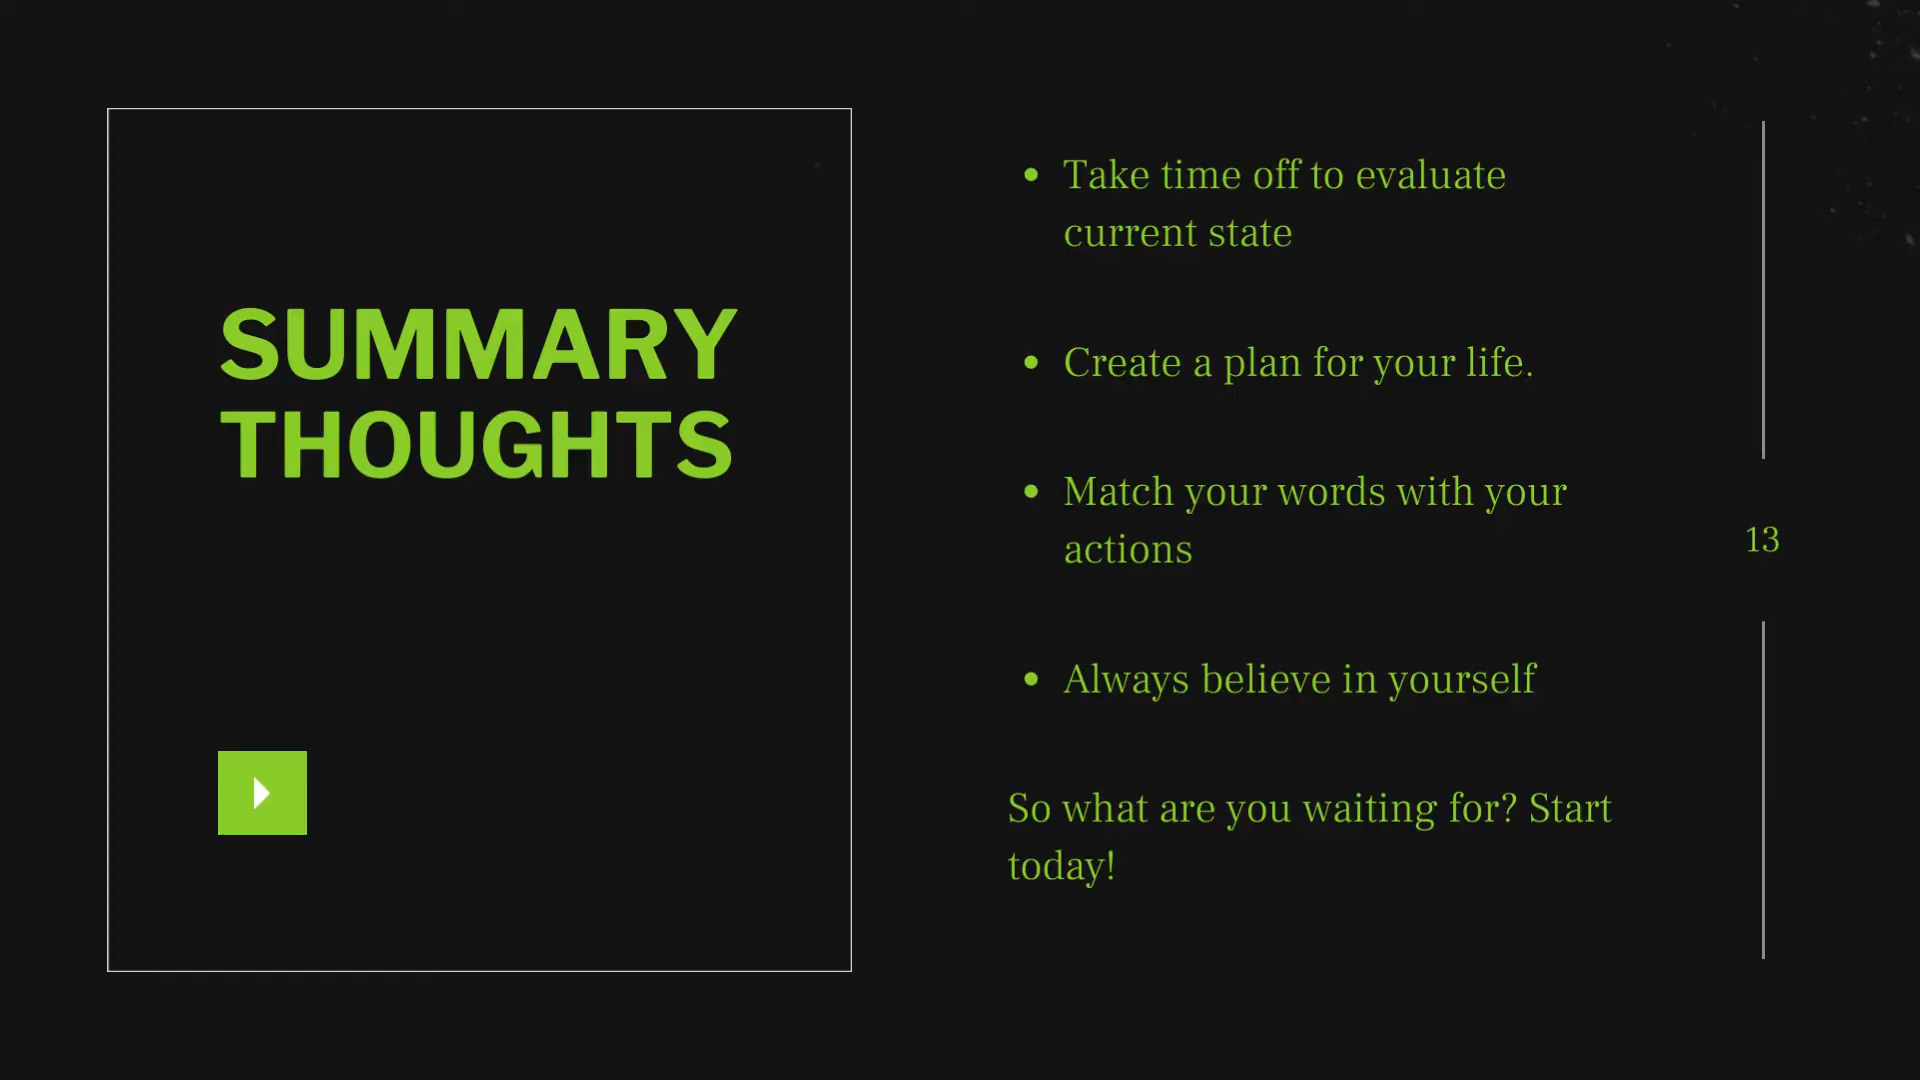 SUMMARY
THOUGHTS
• Take time off to evaluate
current state
• Create a plan for your life.
• Match your words with your
actions
• Always believe in yourself
So what are you waiting for? Start
today!
13